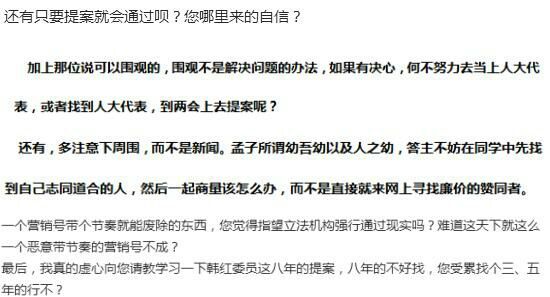 还有只要提案就会通过呗？您哪里来的自信？
加上那位说可以围观的，围观不是解决问题的办法，如果有决心，何不努力去当上人大代
表，或者找到人大代表，到两会上去提案呢？
还有，多注意下周围，而不是新闻。孟子所谓幼吾幼以及人之幼，答主不妨在同学中先找
到自己志同道合的人，然后一起商量该怎么办，而不是直接就来网上寻找廉价的赞同者。
一个营销号带个节奏就能废除的东西，您觉得指望立法机构强行通过现实吗？难道这天下就这么
一个恶意带节奏的营销号不成？
最后，我真的虚心向您请教学习一下韩红委员这八年的提案，八年的不好找，您受累找个三、五
年的行不？